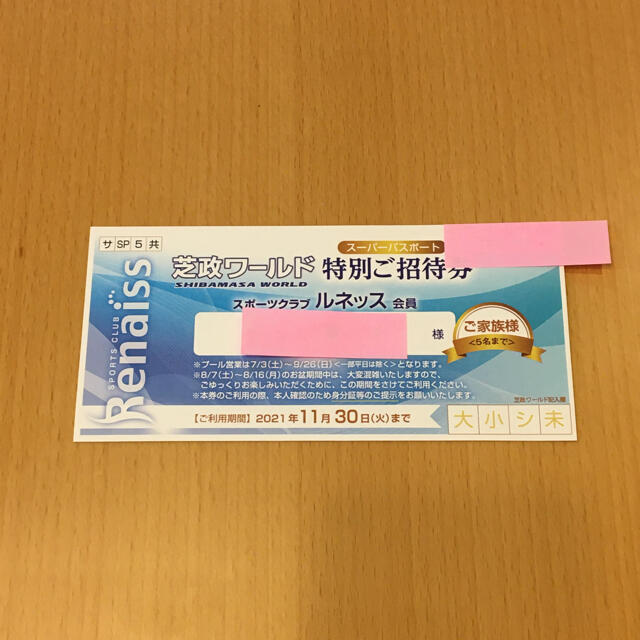 サ SP 5 共
スーパーパスポート
芝政ワールド 特別ご招待券
SHIBAMASA WORLD
スポーツクラブ ルネッス 会員
様
ご家族様
<5名まで>
SPORTS CLUB
Renaiss
※プール営業は7/3(土)~9/26(日)<一部平日は除く>となります。
※8/7(土)~8/16(月)のお盆期間中は、大変混雑いたしますので、
ごゆっくりお楽しみいただくために、この期間をさけてご利用ください。
※本券のご利用の際、本人確認のため身分証等のご提示をお願いいたします。
芝政ワールド記入欄
【ご利用期間】2021年11月30日(火)まで
大 小 シ 未